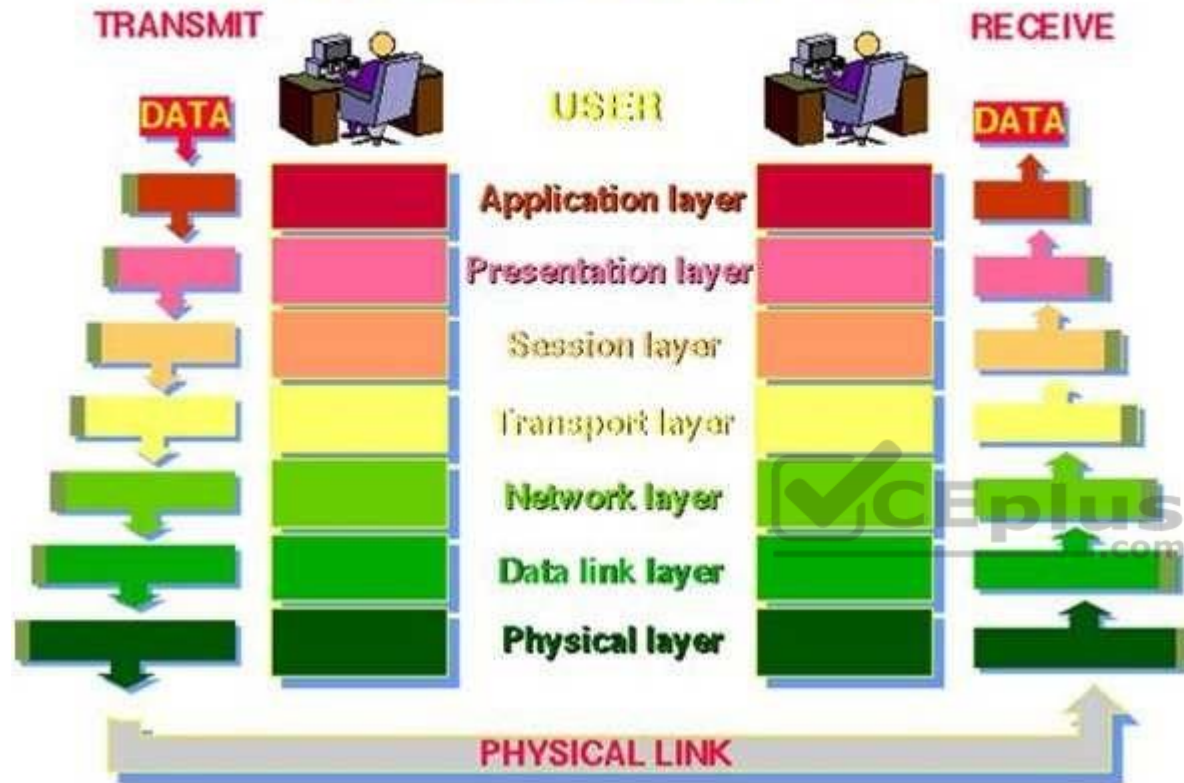 TRANSMIT
RECEIVE
DATA
USER
DATA
Application layer
Presentation layer
Session layer
Transport layer
Network layer
Data link layer
Physical layer
CEplus
.com
PHYSICAL LINK